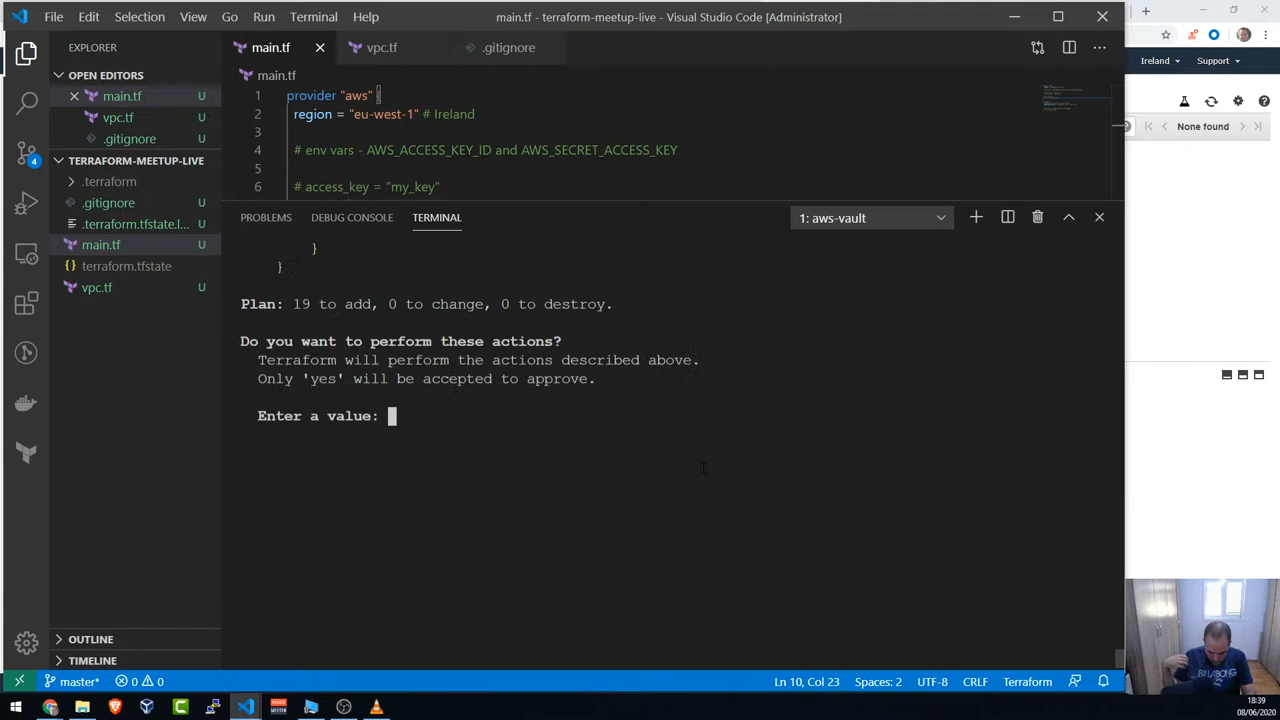 File Edit Selection View Go Run Terminal Help
main.tf - terraform-meetup-live - Visual Studio Code [Administrator]
EXPLORER
OPEN EDITORS
main.tf U
vpc.tf U
.gitignore U
TERRAFORM-MEETUP-LIVE
.terraform
.gitignore U
.terraform.tfstate.l... U
main.tf U
terraform.tfstate
vpc.tf U
OUTLINE
TIMELINE
4
main.tf vpc.tf .gitignore
main.tf
1 provider "aws" {
2 region = "eu-west-1" # Ireland
3
4 # env vars - AWS_ACCESS_KEY_ID and AWS_SECRET_ACCESS_KEY
5
6 # access_key = "my_key"
PROBLEMS DEBUG CONSOLE TERMINAL
1: aws-vault
}
}
Plan: 19 to add, 0 to change, 0 to destroy.
Do you want to perform these actions?
Terraform will perform the actions described above.
Only 'yes' will be accepted to approve.
Enter a value:
Ireland Support
None found
master* 0 0
Ln 10, Col 23 Spaces: 2 UTF-8 CRLF Terraform
18:39
08/06/2020